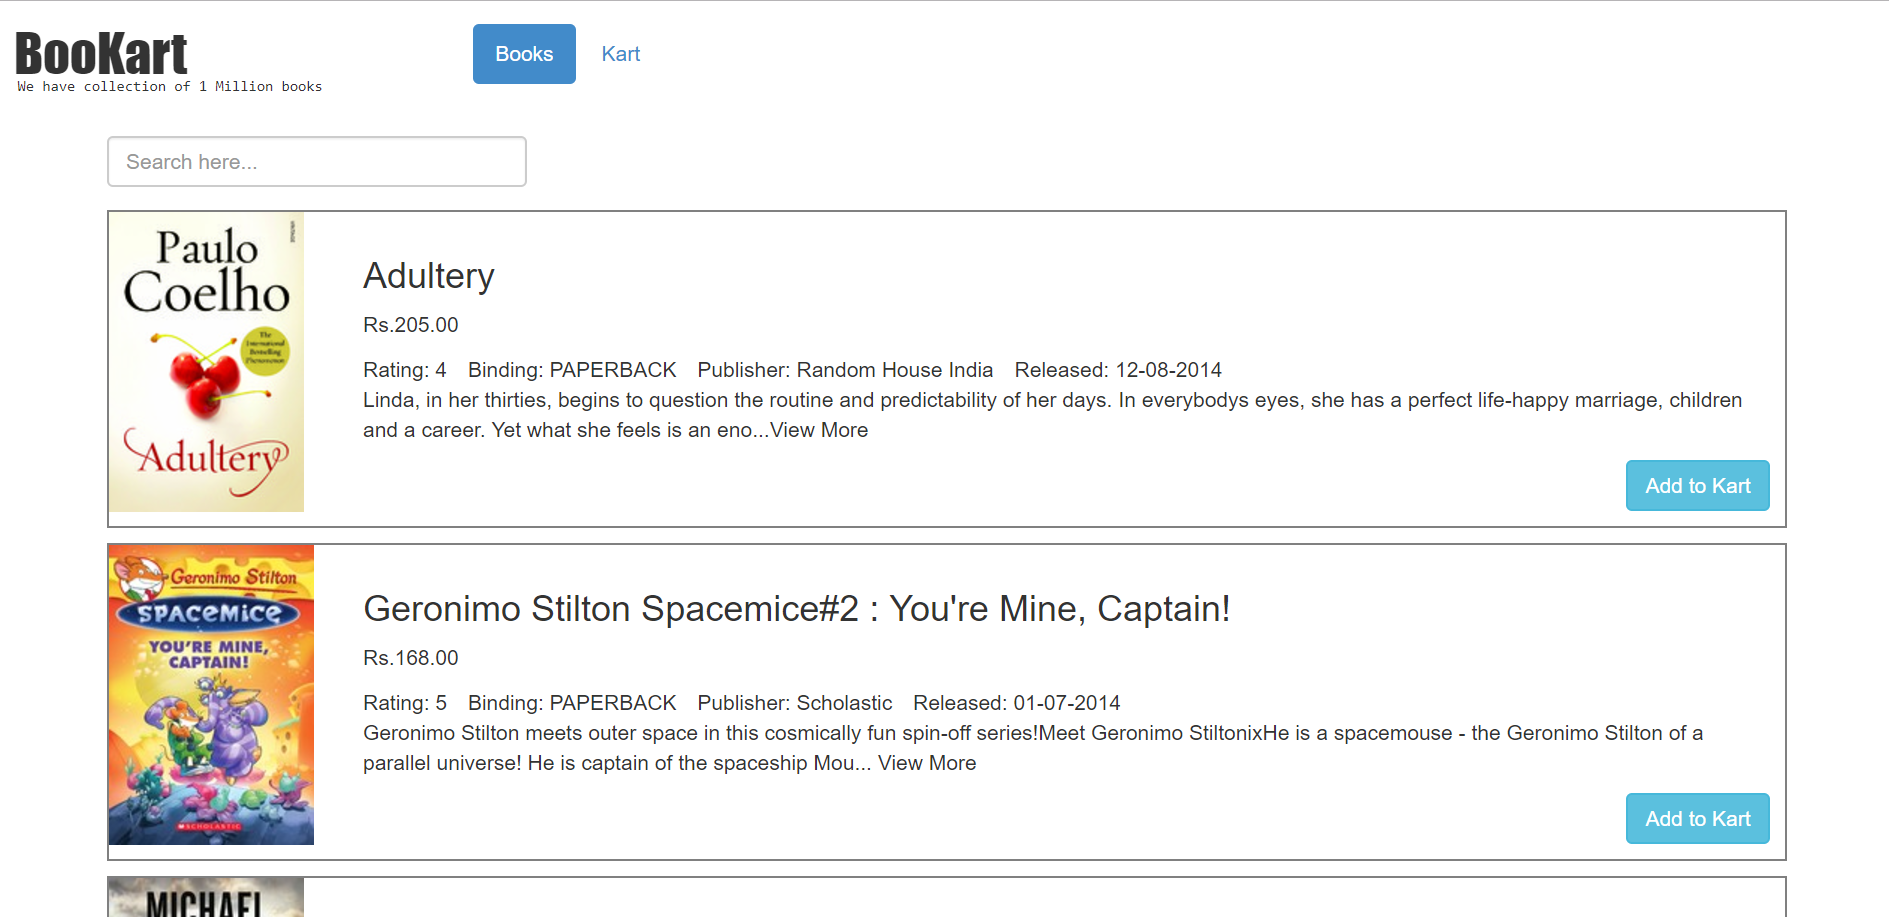 BooKart
We have collection of 1 Million books
Books
Kart
Search here...
Paulo
Coelho
The
International
Bestselling
Phenomenon
Adultery
Adultery
Rs.205.00
Rating: 4 Binding: PAPERBACK Publisher: Random House India Released: 12-08-2014
Linda, in her thirties, begins to question the routine and predictability of her days. In everybodys eyes, she has a perfect life-happy marriage, children
and a career. Yet what she feels is an eno...View More
Add to Kart
Geronimo Stilton
SPACEMICE
YOU'RE MINE,
CAPTAIN!
SCHOLASTIC
Geronimo Stilton Spacemice#2 : You're Mine, Captain!
Rs.168.00
Rating: 5 Binding: PAPERBACK Publisher: Scholastic Released: 01-07-2014
Geronimo Stilton meets outer space in this cosmically fun spin-off series!Meet Geronimo StiltonixHe is a spacemouse - the Geronimo Stilton of a
parallel universe! He is captain of the spaceship Mou... View More
Add to Kart
MICHAEL